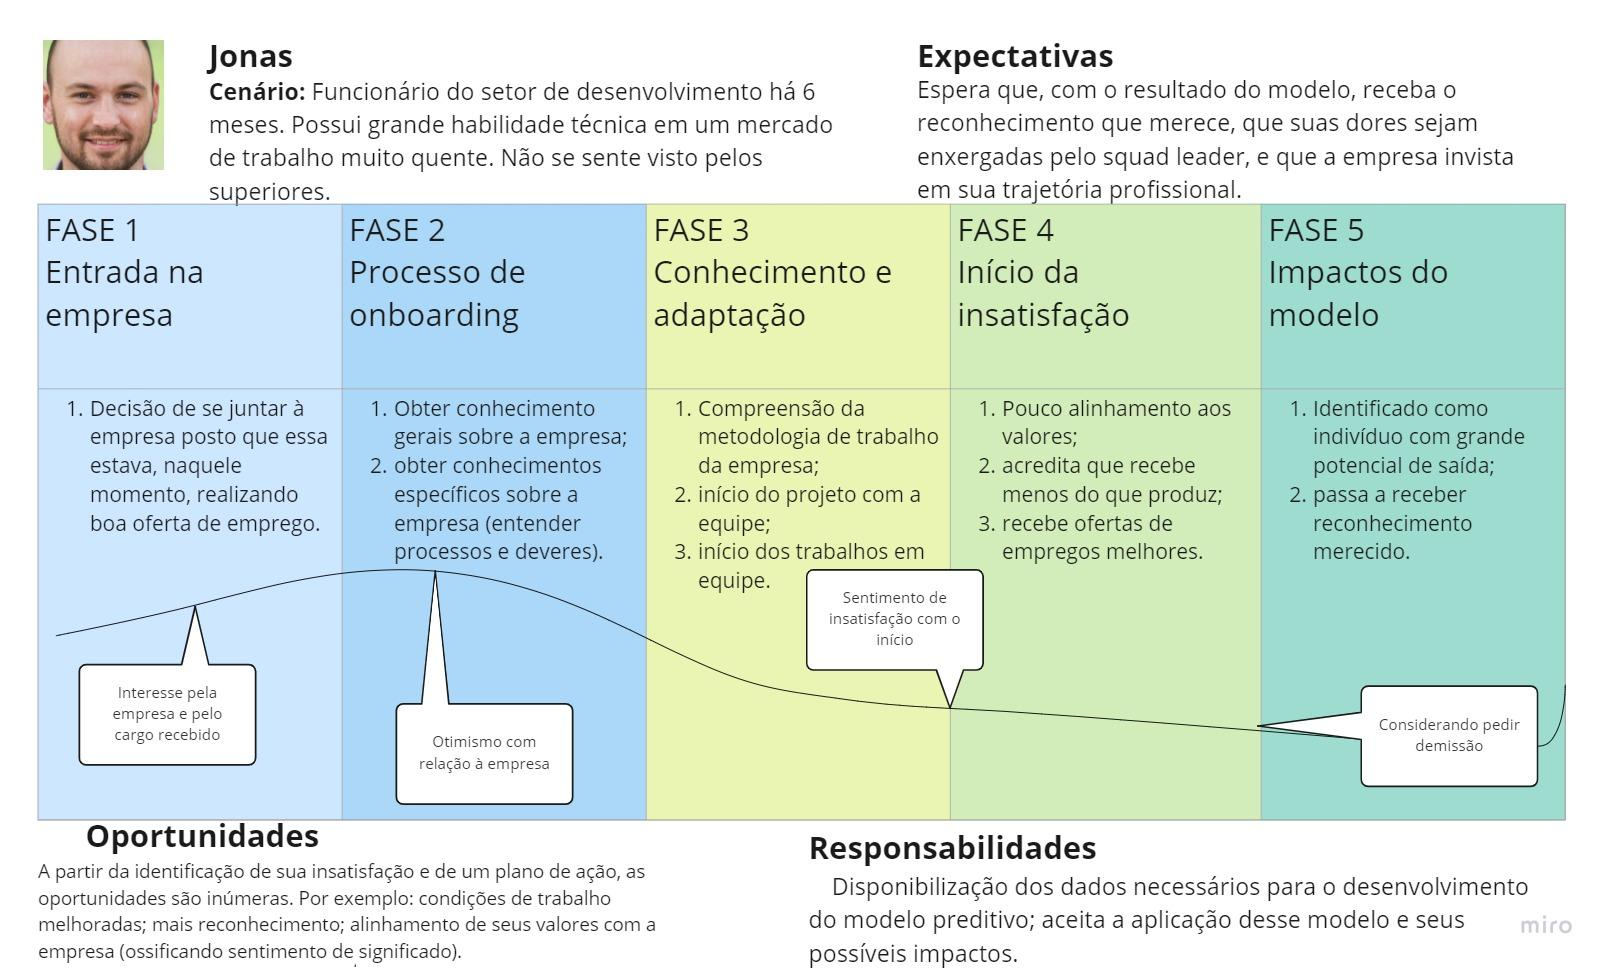 Jonas
Cenário: Funcionário do setor de desenvolvimento há 6
meses. Possui grande habilidade técnica em um mercado
de trabalho muito quente. Não se sente visto pelos
superiores.
Expectativas
Espera que, com o resultado do modelo, receba o
reconhecimento que merece, que suas dores sejam
enxergadas pelo squad leader, e que a empresa invista
em sua trajetória profissional.
FASE 1
Entrada na
empresa
FASE 2
Processo de
onboarding
FASE 3
Conhecimento e
adaptação
FASE 4
Início da
insatisfação
FASE 5
Impactos do
modelo
1. Decisão de se juntar à
empresa posto que essa
estava, naquele
momento, realizando
boa oferta de emprego.
1. Obter conhecimento
gerais sobre a empresa;
2. obter conhecimentos
específicos sobre a
empresa (entender
processos e deveres).
1. Compreensão da
metodologia de trabalho
da empresa;
2. início do projeto com a
equipe;
3. início dos trabalhos em
equipe.
1. Pouco alinhamento aos
valores;
2. acredita que recebe
menos do que produz;
3. recebe ofertas de
empregos melhores.
1. Identificado como
indivíduo com grande
potencial de saída;
2. passa a receber
reconhecimento
merecido.
Interesse pela
empresa e pelo
cargo recebido
Otimismo com
relação à empresa
Sentimento de
insatisfação com o
início
Considerando pedir
demissão
Oportunidades
A partir da identificação de sua insatisfação e de um plano de ação, as
oportunidades são inúmeras. Por exemplo: condições de trabalho
melhoradas; mais reconhecimento; alinhamento de seus valores com a
empresa (ossificando sentimento de significado).
Responsabilidades
Disponibilização dos dados necessários para o desenvolvimento
do modelo preditivo; aceita a aplicação desse modelo e seus
possíveis impactos.
miro